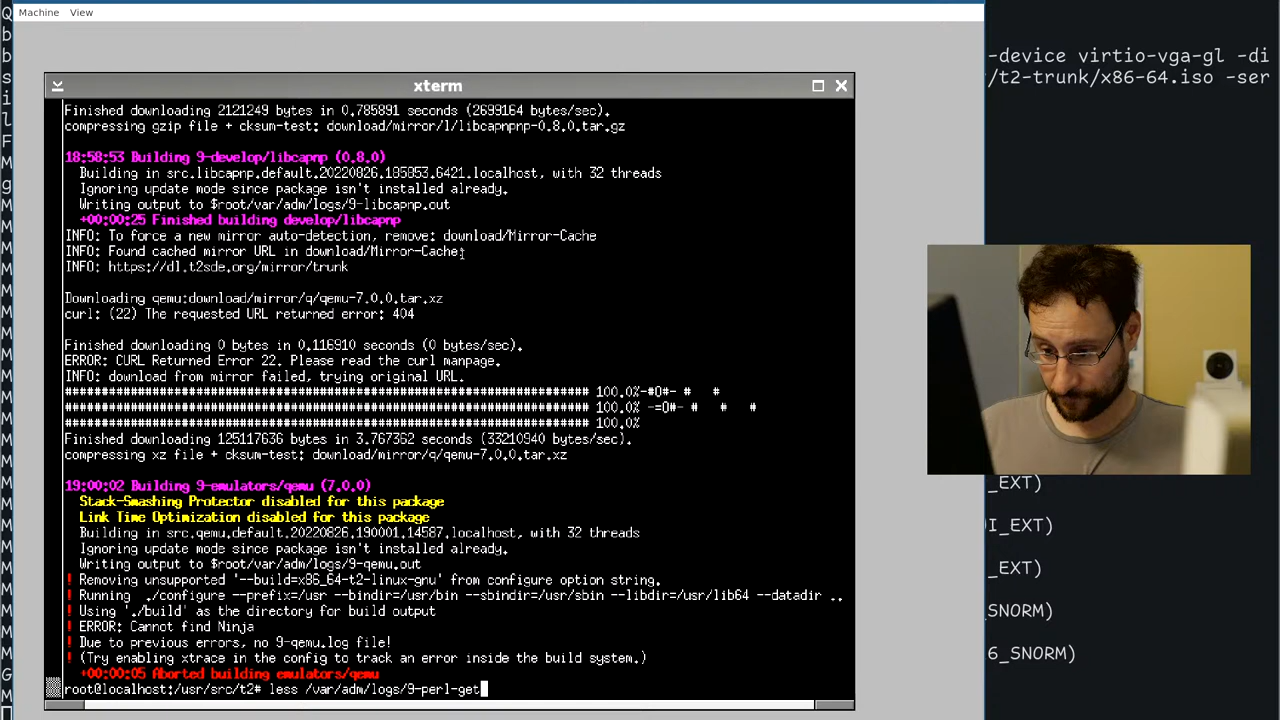 Machine View
-device virtio-vga-gl -di
/t2-trunk/x86-64.iso -ser
xterm
Finished downloading 2121249 bytes in 0.785891 seconds (2699164 bytes/sec).
compressing gzip file + cksum-test: download/mirror/l/libcapnpnp-0.8.0.tar.gz
18:58:53 Building 9-develop/libcapnp (0.8.0)
Building in src.libcapnp.default.20220826.185853.6421.localhost, with 32 threads
Ignoring update mode since package isn't installed already.
Writing output to $root/var/adm/logs/9-libcapnp.out
+00:00:25 Finished building develop/libcapnp
INFO: To force a new mirror auto-detection, remove: download/Mirror-Cache
INFO: Found cached mirror URL in download/Mirror-Cache:
INFO: https://dl.t2sde.org/mirror/trunk
Downloading qemu:download/mirror/q/qemu-7.0.0.tar.xz
curl: (22) The requested URL returned error: 404
Finished downloading 0 bytes in 0.116910 seconds (0 bytes/sec).
ERROR: CURL Returned Error 22. Please read the curl manpage.
INFO: download from mirror failed, trying original URL.
######################################################################## 100.0%-#O#- #   #
######################################################################## 100.0% -=O#- #   #   #
######################################################################## 100.0%
Finished downloading 125117636 bytes in 3.767362 seconds (33210940 bytes/sec).
compressing xz file + cksum-test: download/mirror/q/qemu-7.0.0.tar.xz
19:00:02 Building 9-emulators/qemu (7.0.0)
Stack-Smashing Protector disabled for this package
Link Time Optimization disabled for this package
Building in src.qemu.default.20220826.190001.14587.localhost, with 32 threads
Ignoring update mode since package isn't installed already.
Writing output to $root/var/adm/logs/9-qemu.out
! Removing unsupported '--build=x86_64-t2-linux-gnu' from configure option string.
! Running ./configure --prefix=/usr --bindir=/usr/bin --sbindir=/usr/sbin --libdir=/usr/lib64 --datadir ..
! Using './build' as the directory for build output
! ERROR: Cannot find Ninja
! Due to previous errors, no 9-qemu.log file!
! (Try enabling xtrace in the config to track an error inside the build system.)
+00:00:05 Aborted building emulators/qemu
root@localhost:/usr/src/t2# less /var/adm/logs/9-perl-get
_EXT)
I_EXT)
_EXT)
SNORM)
6_SNORM)